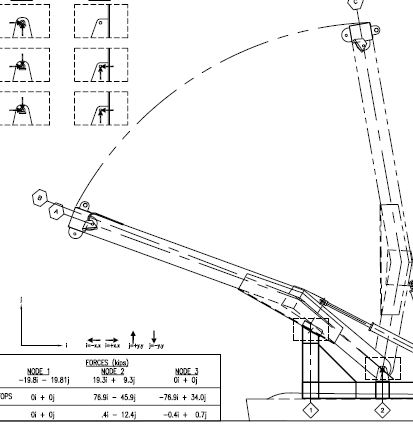 C
B
A
j
i
i=-xx i=+xx j=+yy j=-yy
FORCES (kips)
NODE 1 NODE 2 NODE 3
-19.8i - 19.81j 19.3i + 9.3j 0i + 0j
OPS 0i + 0j 76.9i - 45.9j -76.9i + 34.0j
0i + 0j .4i - 12.4j -0.4i + 0.7j
1 2